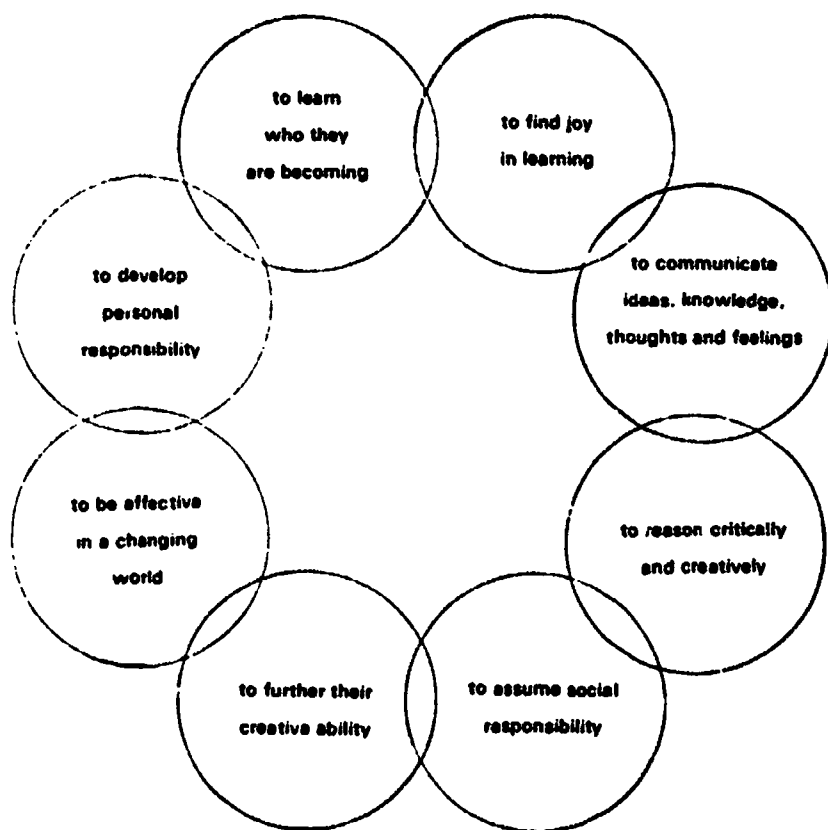 to learn
who they
are becoming
to find joy
in learning
to communicate
ideas, knowledge,
thoughts and feelings
to reason critically
and creatively
to assume social
responsibility
to further their
creative ability
to be affective
in a changing
world
to develop
personal
responsibility